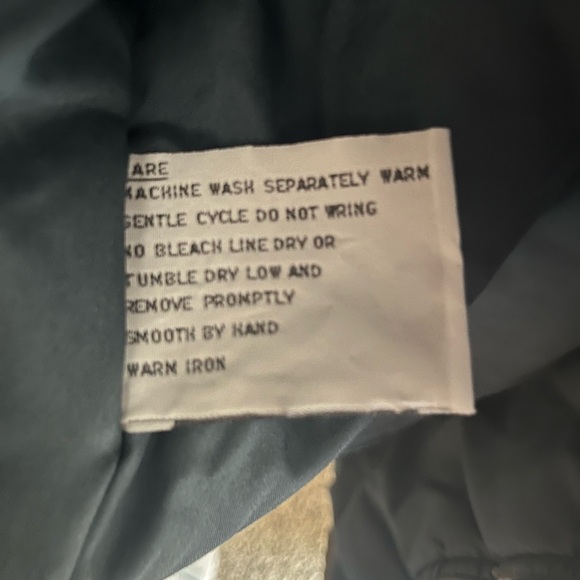 ARE
MACHINE WASH SEPARATELY WARM
GENTLE CYCLE DO NOT WRING
NO BLEACH LINE DRY OR
TUMBLE DRY LOW AND
REMOVE PROMPTLY
SMOOTH BY HAND
WARM IRON